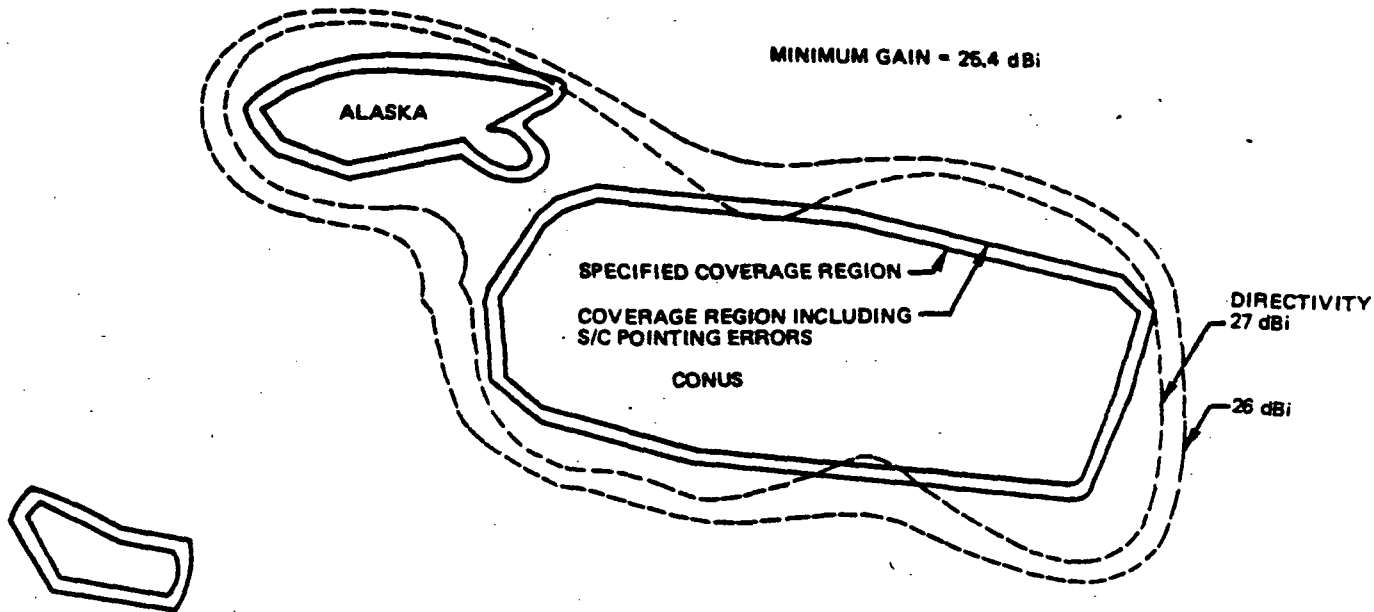 MINIMUM GAIN = 25.4 dBi
ALASKA
SPECIFIED COVERAGE REGION
COVERAGE REGION INCLUDING
S/C POINTING ERRORS
CONUS
DIRECTIVITY
27 dBi
26 dBi